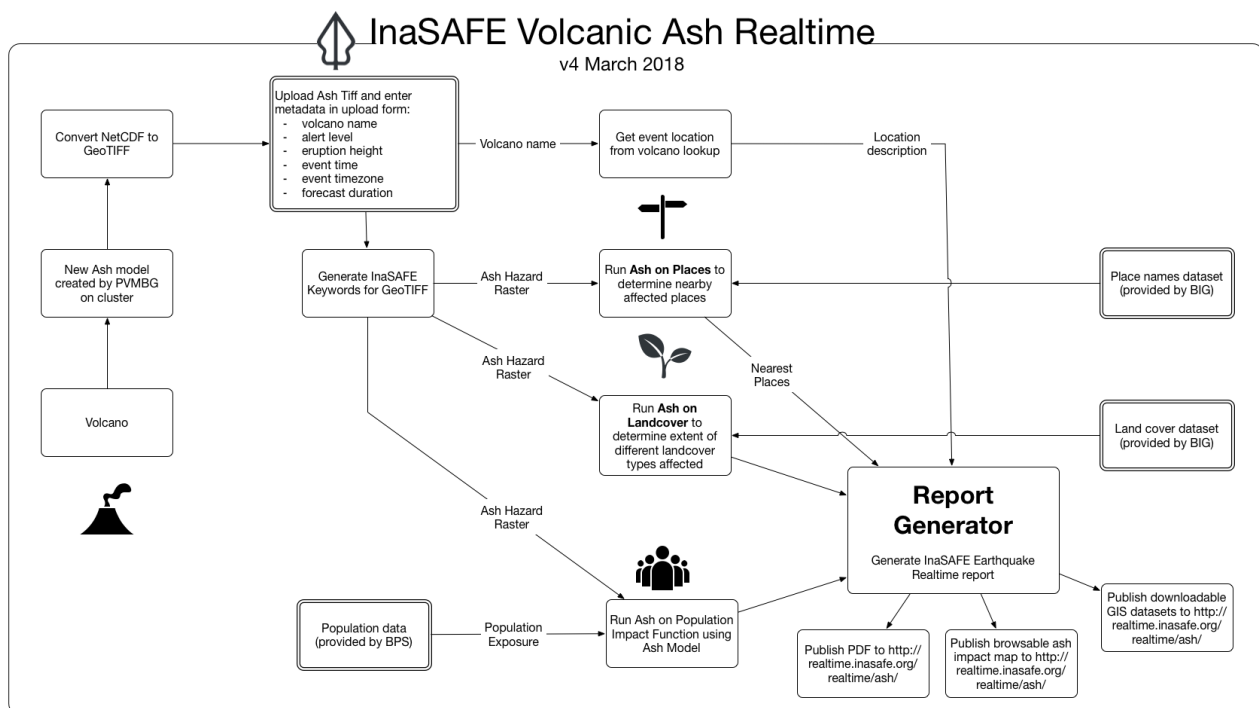 InaSAFE Volcanic Ash Realtime
v4 March 2018
Upload Ash Tiff and enter
metadata in upload form:
- volcano name
- alert level
- eruption height
- event time
- event timezone
- forecast duration
Convert NetCDF to
GeoTIFF
Volcano name
Get event location
from volcano lookup
Location
description
New Ash model
created by PVMBG
on cluster
Generate InaSAFE
Keywords for GeoTIFF
Ash Hazard
Raster
Run Ash on Places to
determine nearby
affected places
Place names dataset
(provided by BIG)
Ash Hazard
Raster
Nearest
Places
Volcano
Run Ash on
Landcover to
determine extent of
different landcover
types affected
Land cover dataset
(provided by BIG)
Ash Hazard
Raster
Report
Generator
Generate InaSAFE Earthquake
Realtime report
Population data
(provided by BPS)
Population
Exposure
Run Ash on Population
Impact Function using
Ash Model
Publish PDF to http://
realtime.inasafe.org/
realtime/ash/
Publish browsable ash
impact map to http://
realtime.inasafe.org/
realtime/ash/
Publish downloadable
GIS datasets to http://
realtime.inasafe.org/
realtime/ash/